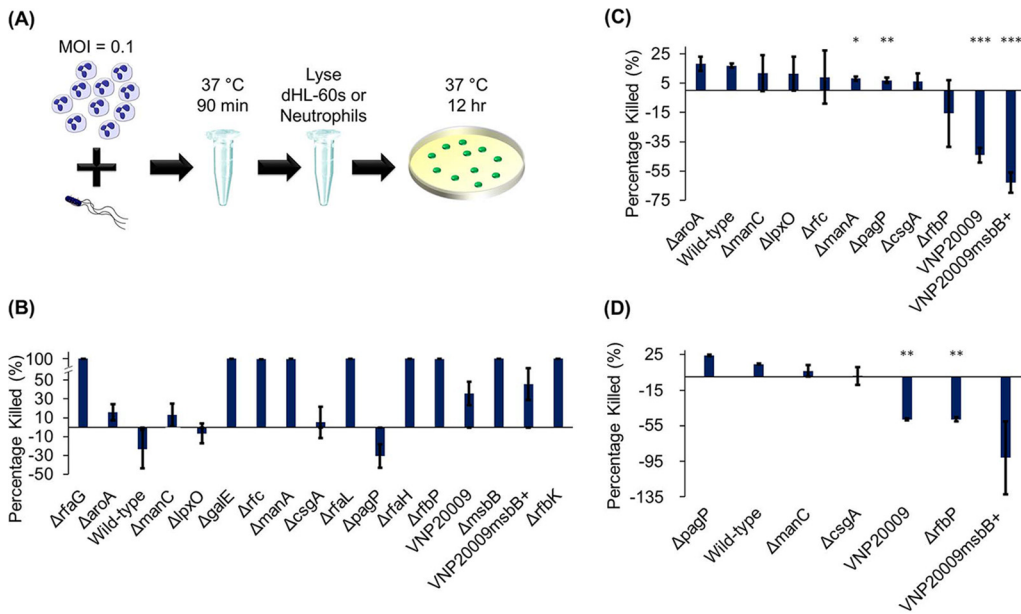 (A)
MOI = 0.1
37 °C
90 min
Lyse
dHL-60s or
Neutrophils
37 °C
12 hr
(B)
Percentage Killed (%)
100
50
30
10
-10
-30
-50
ΔrfaG
ΔaroA
Wild-type
ΔmanC
ΔlpxO
ΔgalE
Δrfc
ΔmanA
ΔcsgA
ΔrfaL
ΔpagP
ΔrfaH
ΔrfbP
VNP20009
ΔmsbB
VNP20009msbB+
ΔrfbK
(C)
Percentage Killed (%)
25
5
-15
-35
-55
-75
* ** *** ***
ΔaroA
Wild-type
ΔmanC
ΔlpxO
Δrfc
ΔmanA
ΔpagP
ΔcsgA
ΔrfbP
VNP20009
VNP20009msbB+
(D)
Percentage Killed (%)
25
-15
-55
-95
-135
** **
ΔpagP
Wild-type
ΔmanC
ΔcsgA
VNP20009
ΔrfbP
VNP20009msbB+